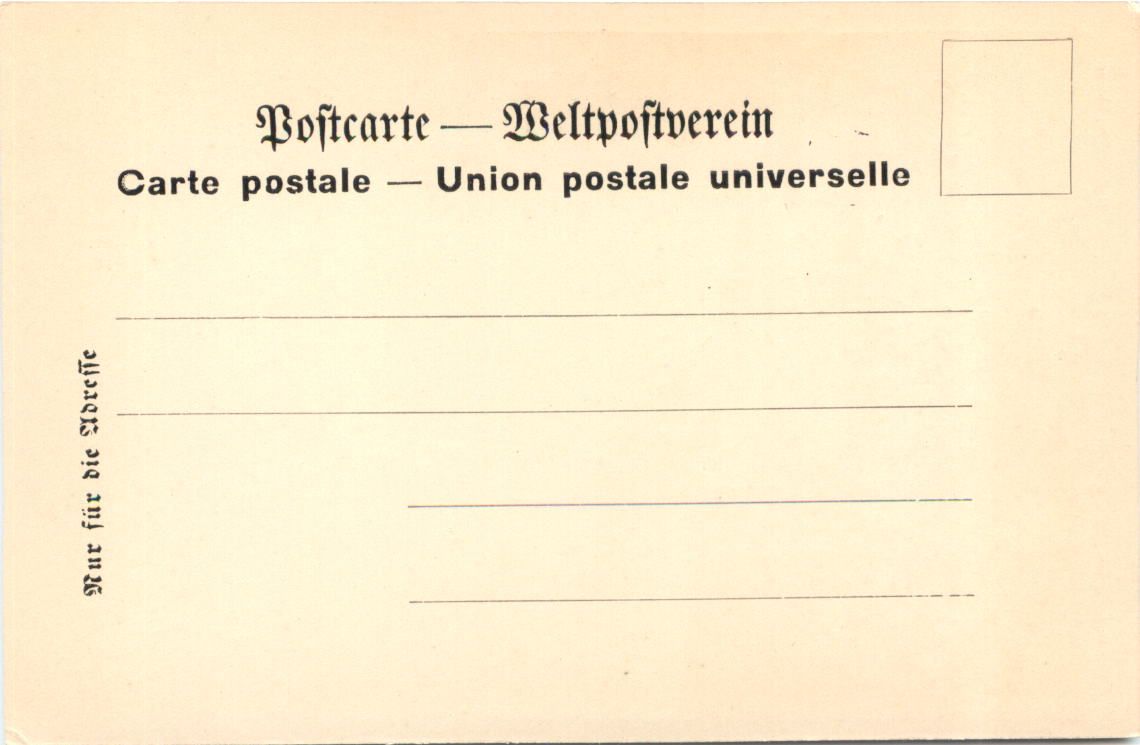 Poſtcarte — Weltpoſtverein
Carte postale — Union postale universelle
Nur für die Adreſſe